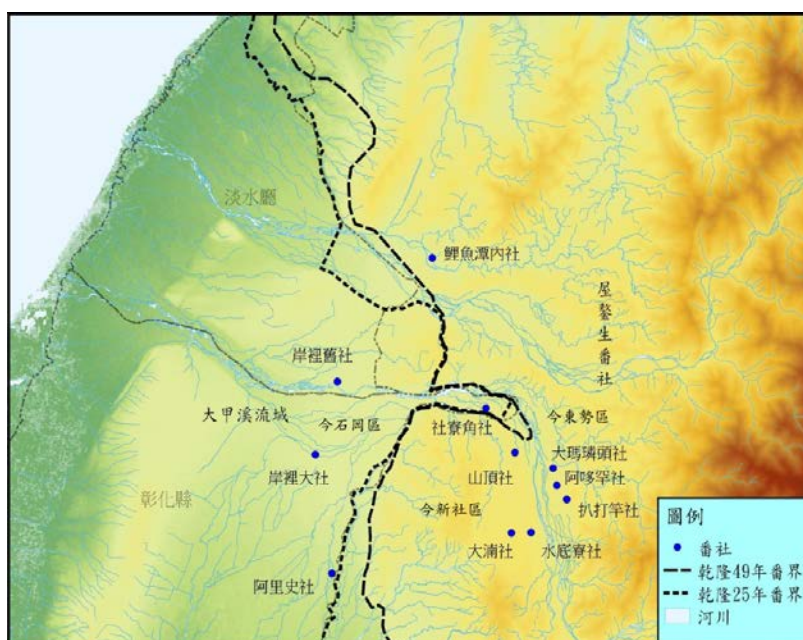 淡水廳
鯉魚潭內社
屋鏊生番社
岸裡舊社
大甲溪流域
今石岡區
社寮角社
今東勢區
岸裡大社
山頂社
大瑪璘頭社
阿哆罕社
扒打竿社
彰化縣
今新社區
大湳社
水底寮社
阿里史社
圖例
番社
乾隆49年番界
乾隆25年番界
河川